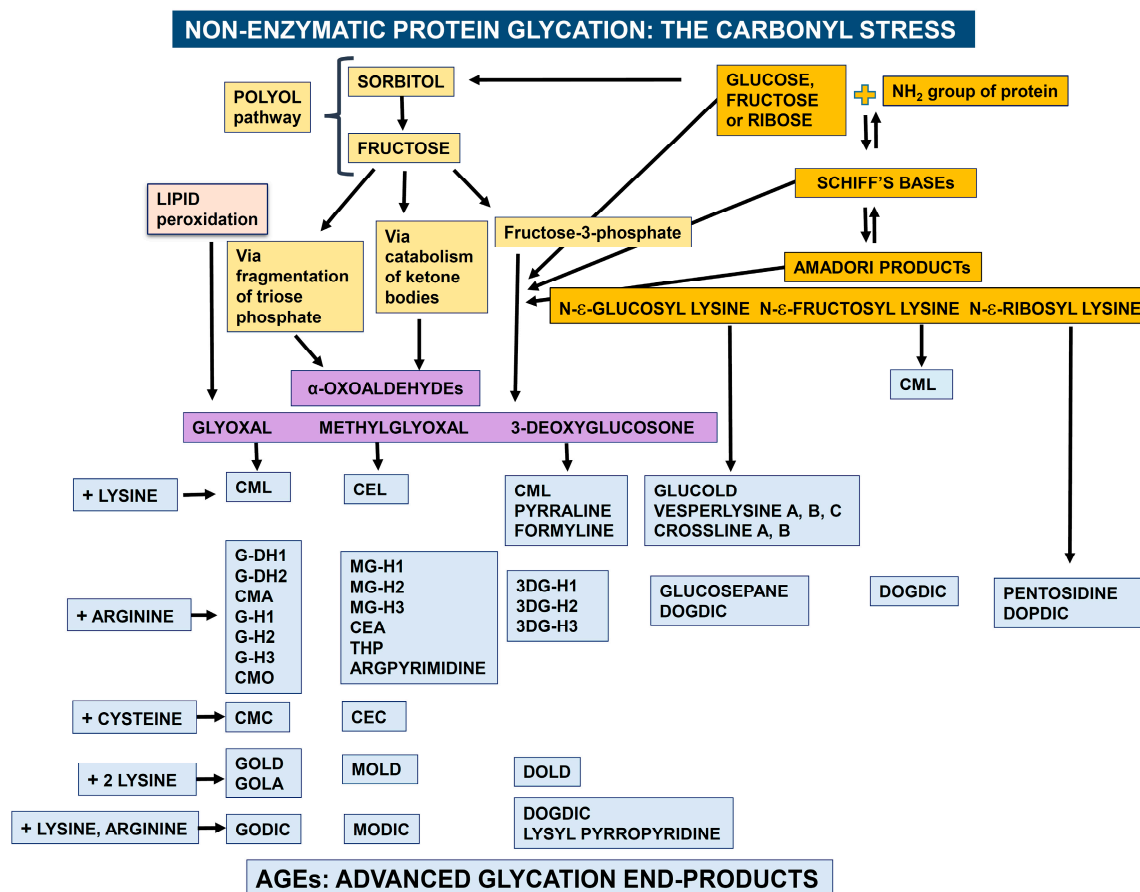 NON-ENZYMATIC PROTEIN GLYCATION: THE CARBONYL STRESS
POLYOL
pathway
SORBITOL
FRUCTOSE
GLUCOSE,
FRUCTOSE
or RIBOSE
NH₂ group of protein
SCHIFF'S BASEs
AMADORI PRODUCTs
N-ε-GLUCOSYL LYSINE N-ε-FRUCTOSYL LYSINE N-ε-RIBOSYL LYSINE
LIPID
peroxidation
Via
fragmentation
of triose
phosphate
Via
catabolism
of ketone
bodies
Fructose-3-phosphate
CML
α-OXOALDEHYDEs
GLYOXAL METHYLGLYOXAL 3-DEOXYGLUCOSONE
+ LYSINE
CML
CEL
CML
PYRRALINE
FORMYLINE
GLUCOLD
VESPERLYSINE A, B, C
CROSSLINE A, B
+ ARGININE
G-DH1
G-DH2
CMA
G-H1
G-H2
G-H3
CMO
MG-H1
MG-H2
MG-H3
CEA
THP
ARGPYRIMIDINE
3DG-H1
3DG-H2
3DG-H3
GLUCOSEPANE
DOGDIC
DOGDIC
PENTOSIDINE
DOPDIC
+ CYSTEINE
CMC
CEC
+ 2 LYSINE
GOLD
GOLA
MOLD
DOLD
+ LYSINE, ARGININE
GODIC
MODIC
DOGDIC
LYSYL PYRROPYRIDINE
AGEs: ADVANCED GLYCATION END-PRODUCTS